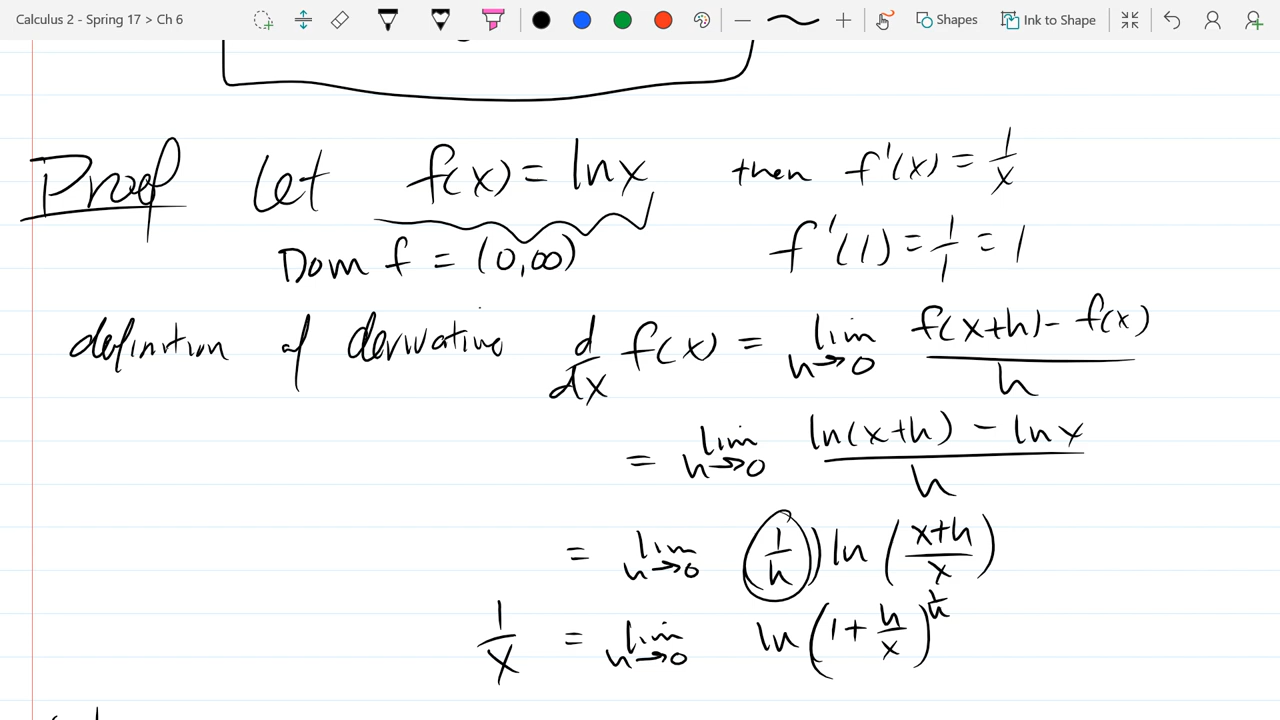 Calculus 2 - Spring 17 > Ch 6 Shapes Ink to Shape
Proof Let f(x) = ln x then f'(x) = 1/x
Dom f = (0,∞) f'(1) = 1/1 = 1
definition of derivative d/dx f(x) = lim h→0 (f(x+h) - f(x))/h
= lim h→0 (ln(x+h) - ln x)/h
= lim h→0 (1/h) ln((x+h)/x)
1/x = lim h→0 ln(1 + h/x)^(1/h)